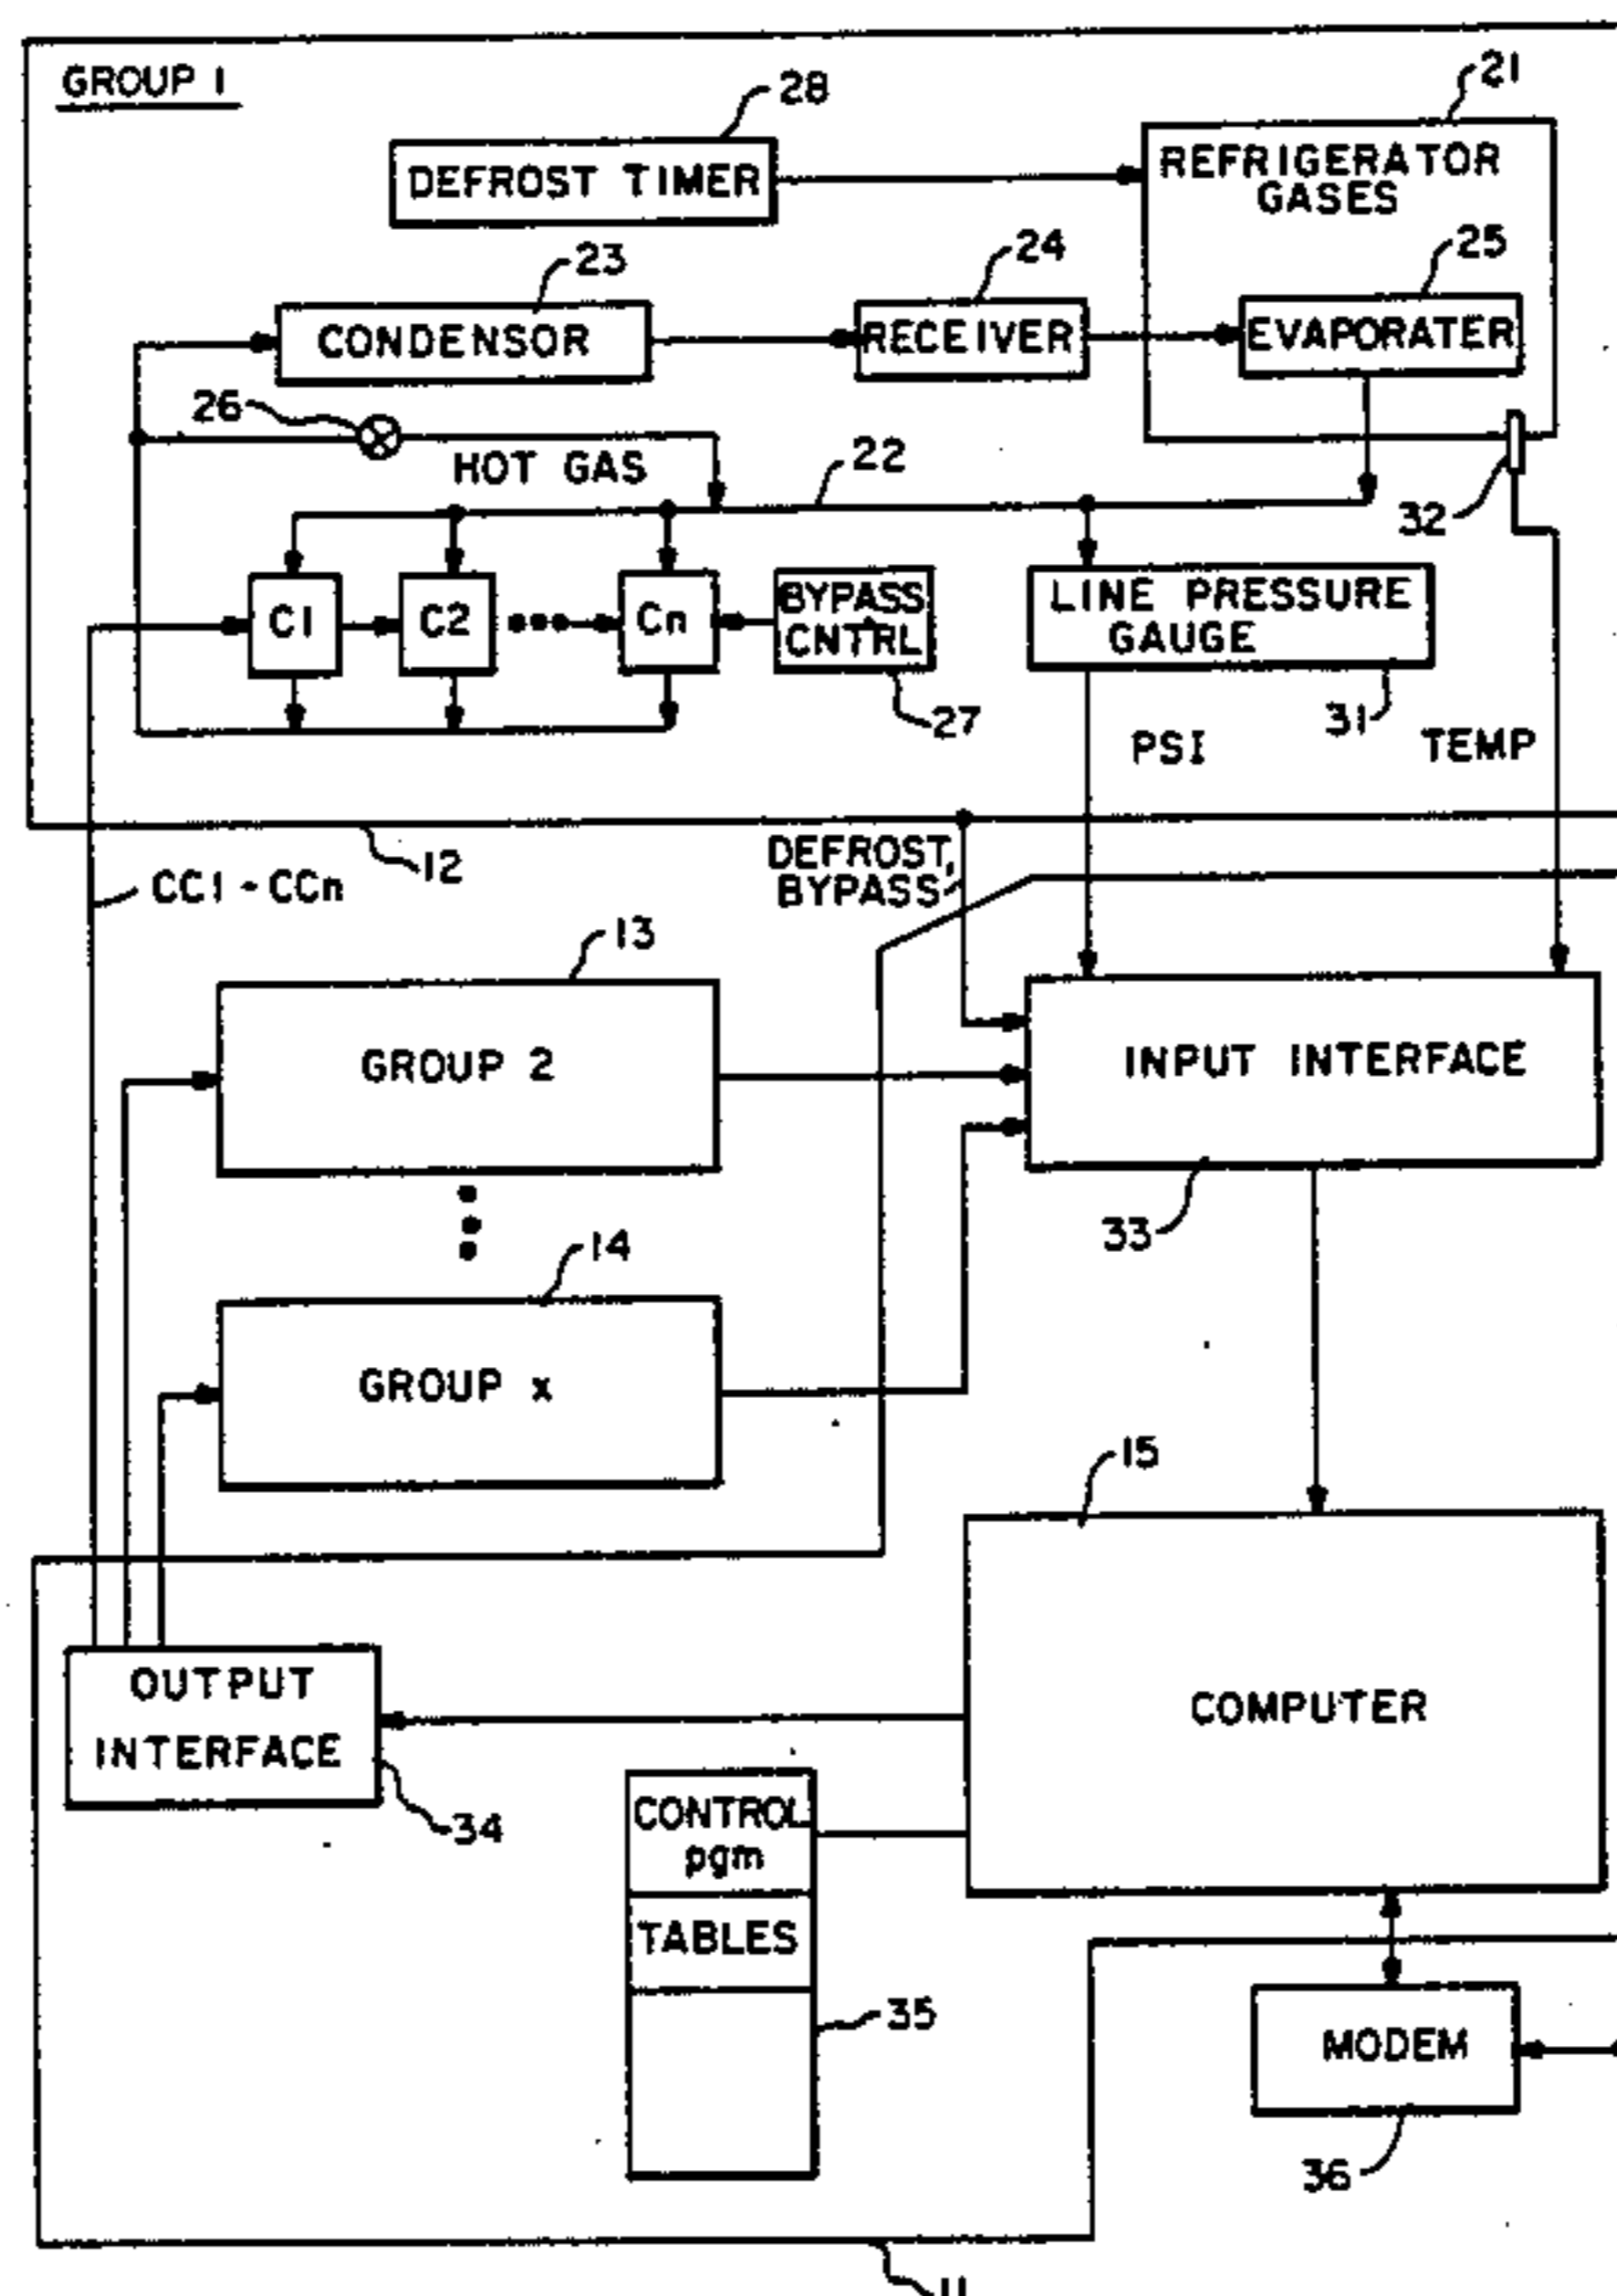 GROUP 1
28
21
DEFROST TIMER
REFRIGERATOR
GASES
23
24
25
CONDENSOR
RECEIVER
EVAPORATER
26
HOT GAS
22
32
C1
C2
Cn
BYPASS
CNTRL
LINE PRESSURE
GAUGE
27
31
PSI
TEMP
12
DEFROST,
BYPASS
CC1 - CCn
13
GROUP 2
INPUT INTERFACE
33
14
GROUP x
15
OUTPUT
INTERFACE
COMPUTER
34
CONTROL
pgm
TABLES
35
MODEM
36
11